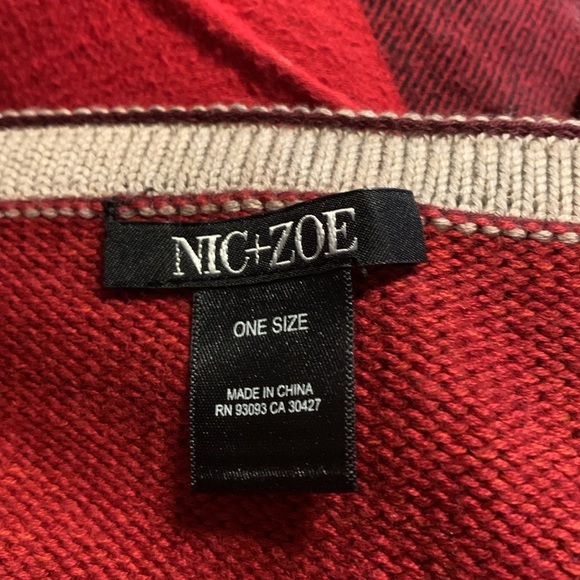 NIC+ZOE
ONE SIZE
MADE IN CHINA
RN 93093 CA 30427